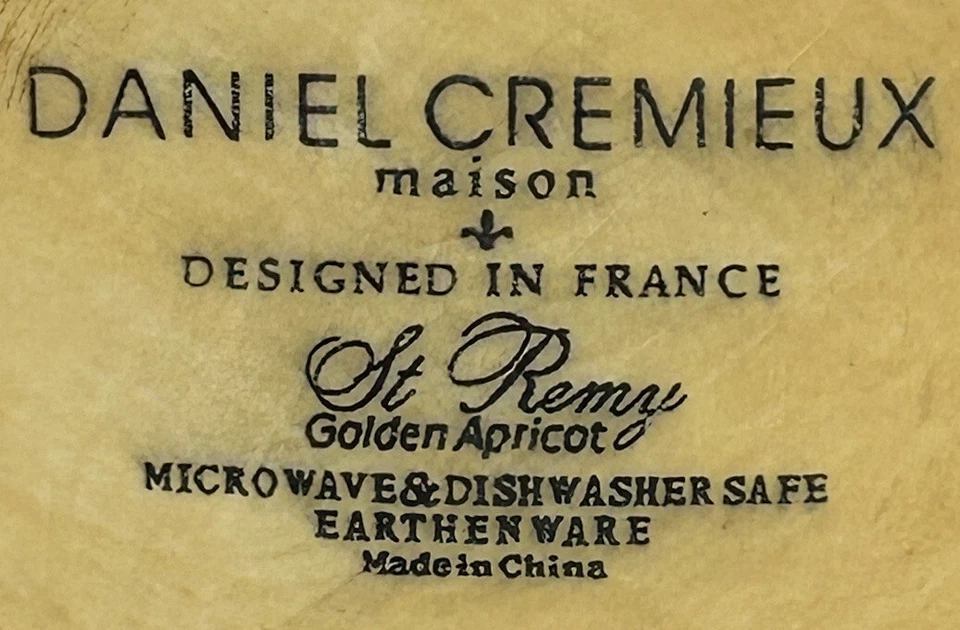 DANIEL CREMIEUX
maison
DESIGNED IN FRANCE
St Remy
Golden Apricot
MICROWAVE&DISHWASHER SAFE
EARTHENWARE
Made in China